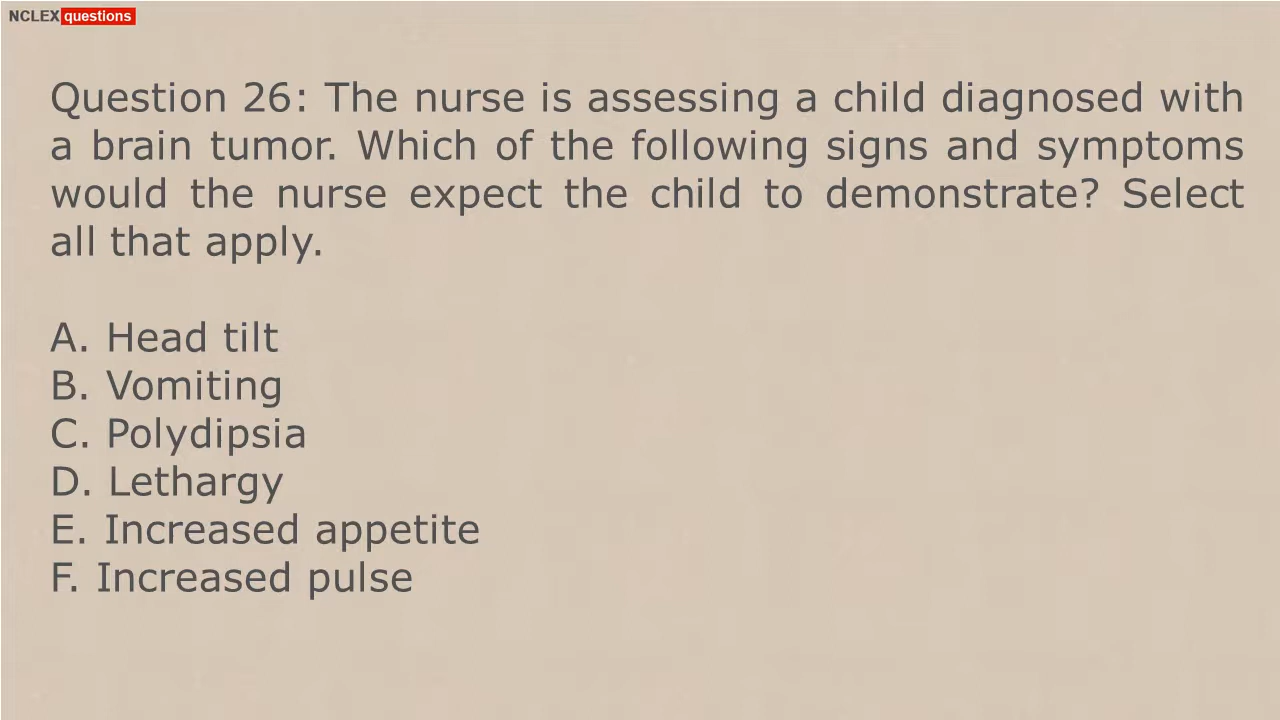 NCLEX questions
Question 26: The nurse is assessing a child diagnosed with
a brain tumor. Which of the following signs and symptoms
would the nurse expect the child to demonstrate? Select
all that apply.
A. Head tilt
B. Vomiting
C. Polydipsia
D. Lethargy
E. Increased appetite
F. Increased pulse